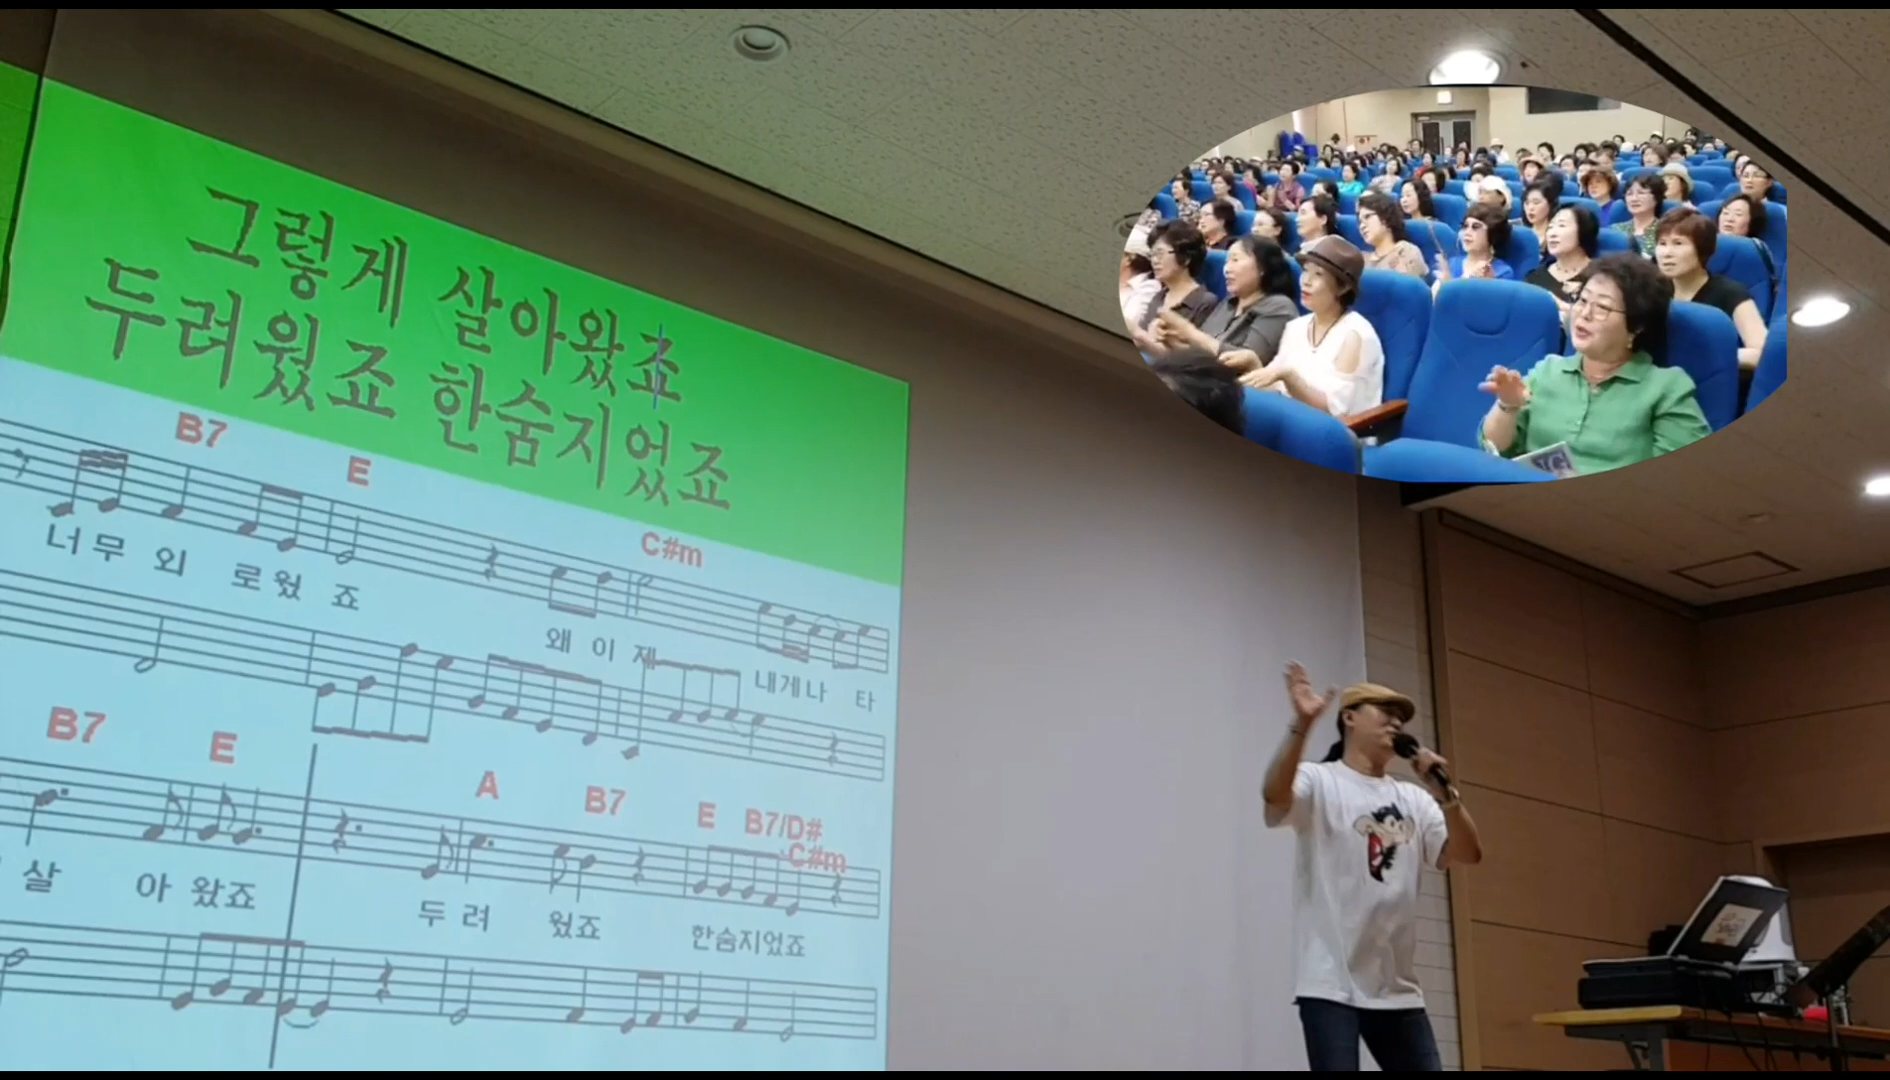 그렇게 살아왔죠
두려웠죠 한숨지었죠
B7 E C#m
너무 외 로웠 죠 왜 이 제 내게나 타
B7 E A B7 E B7/D# C#m
살 아 왔죠 두 려 웠죠 한숨지었죠